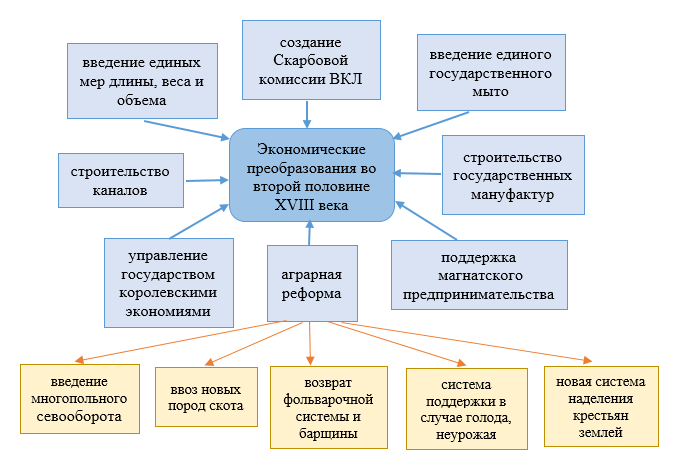 введение единых
мер длины, веса и
объема
создание
Скарбовой
комиссии ВКЛ
введение единого
государственного
мыто
Экономические
преобразования во
второй половине
XVIII века
строительство
каналов
строительство
государственных
мануфактур
управление
государством
королевскими
экономиями
аграрная
реформа
поддержка
магнатского
предпринимательства
введение
многопольного
севооборота
ввоз новых
пород скота
возврат
фольварочной
системы и
барщины
система
поддержки в
случае голода,
неурожая
новая система
наделения
крестьян
землей